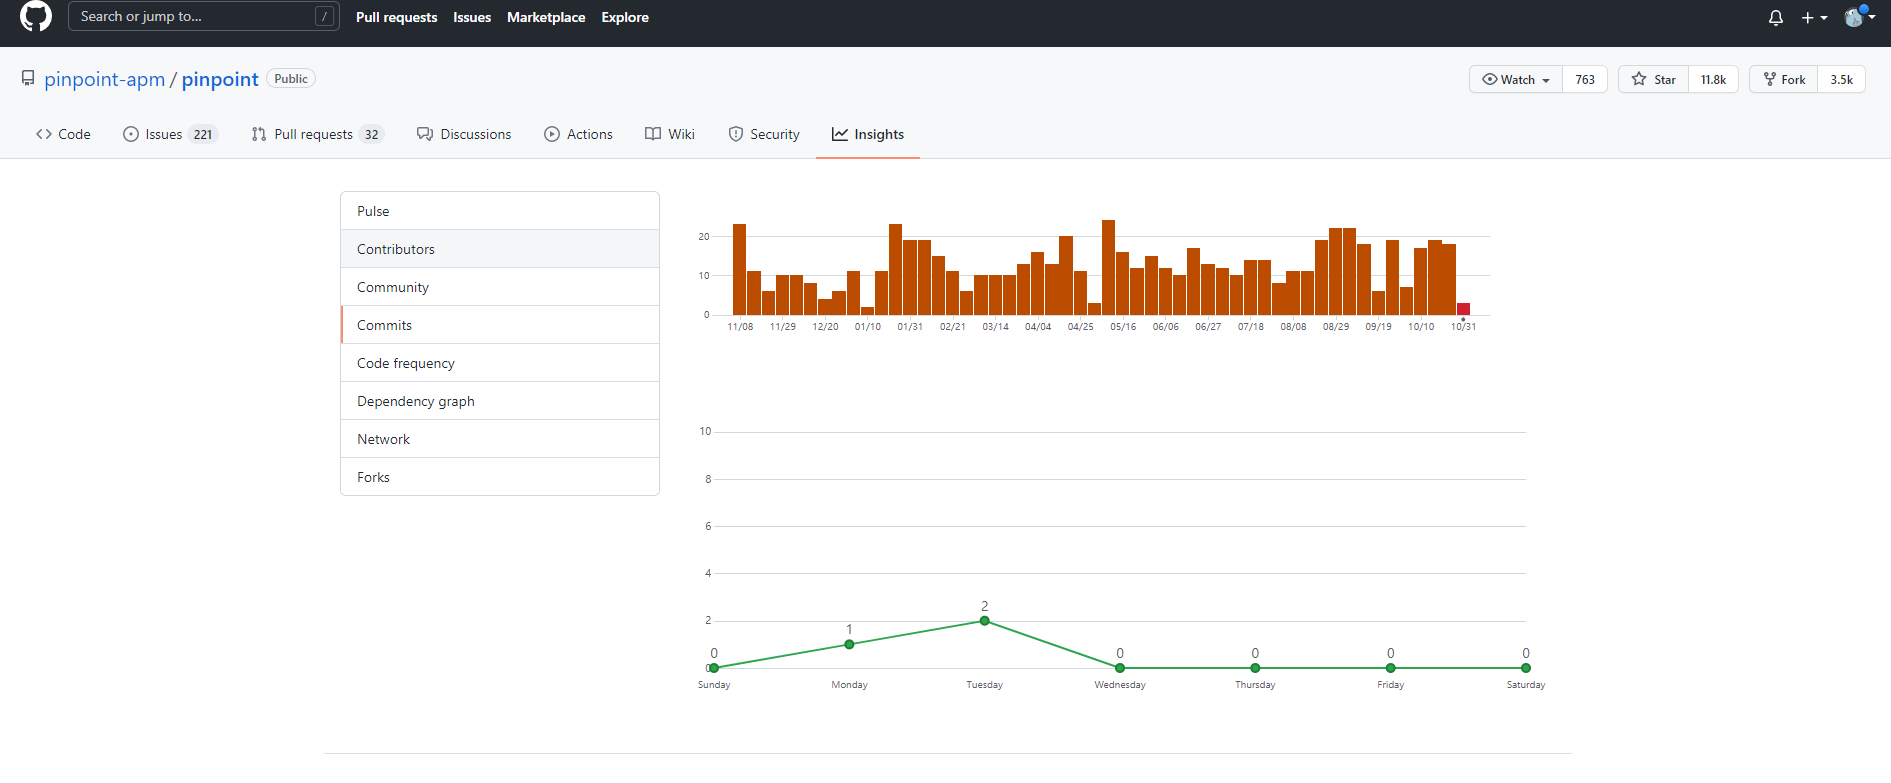 Search or jump to... /
Pull requests Issues Marketplace Explore
pinpoint-apm / pinpoint Public
Watch 763 Star 11.8k Fork 3.5k
Code Issues 221 Pull requests 32 Discussions Actions Wiki Security Insights
Pulse
Contributors
Community
Commits
Code frequency
Dependency graph
Network
Forks
20
10
0
11/08 11/29 12/20 01/10 01/31 02/21 03/14 04/04 04/25 05/16 06/06 06/27 07/18 08/08 08/29 09/19 10/10 10/31
10
8
6
4
2
0
0 1 2 0 0 0 0
Sunday Monday Tuesday Wednesday Thursday Friday Saturday